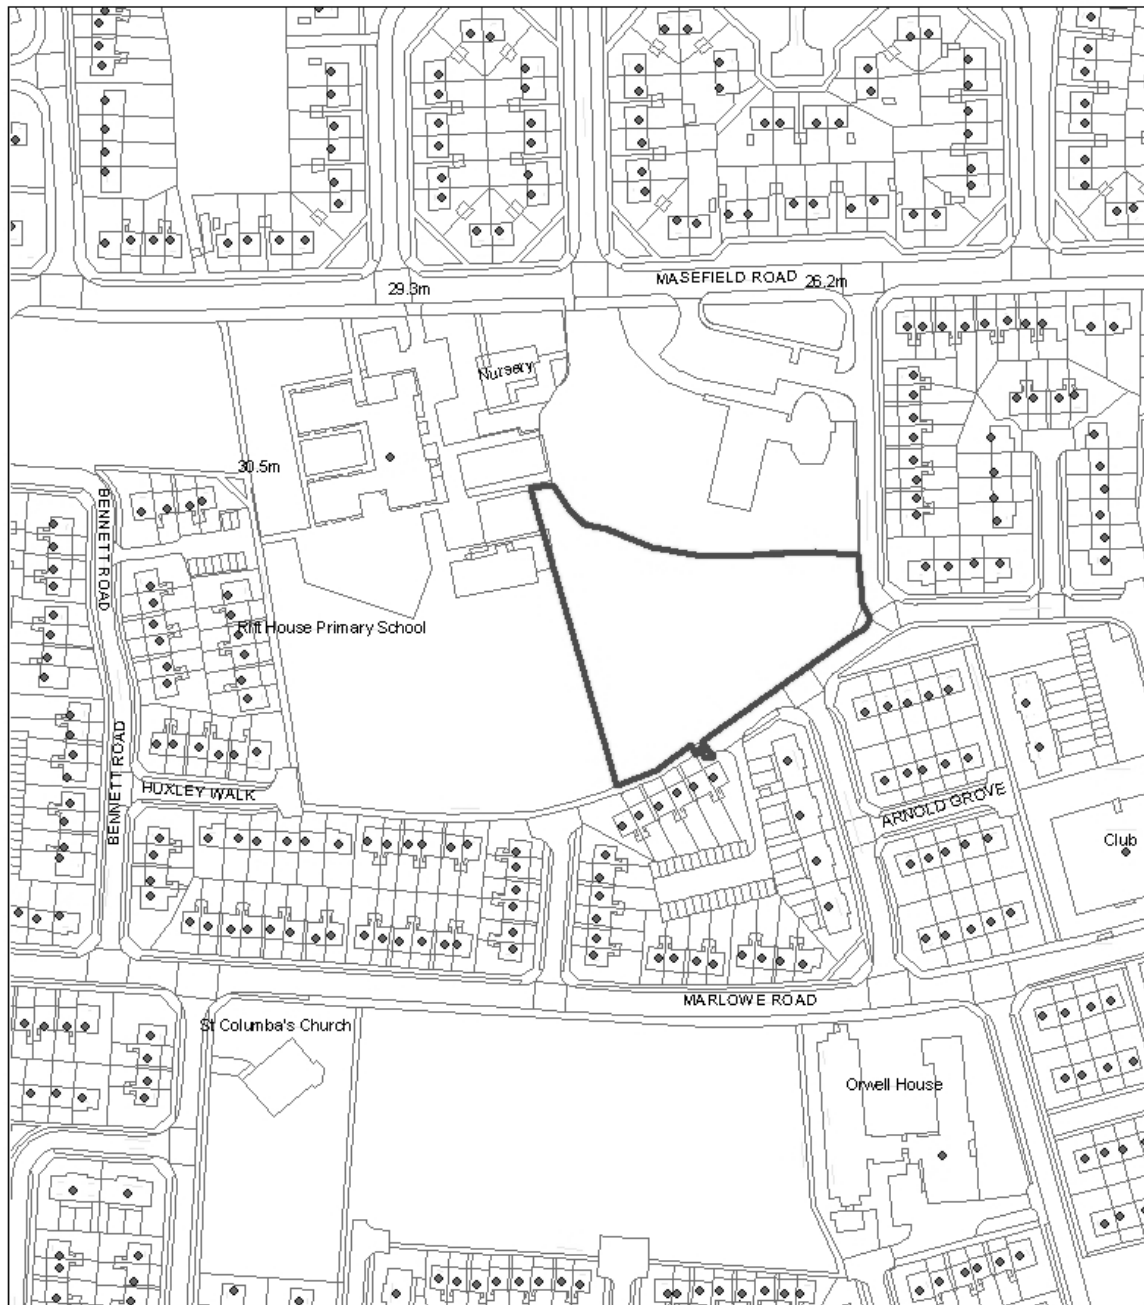 MASEFIELD ROAD
26.2m
29.3m
Nursery
30.5m
BENNETT ROAD
Rift House Primary School
BENNETT ROAD
HUXLEY WALK
ARNOLD GROVE
Club
MARLOWE ROAD
St Columba's Church
Orwell House